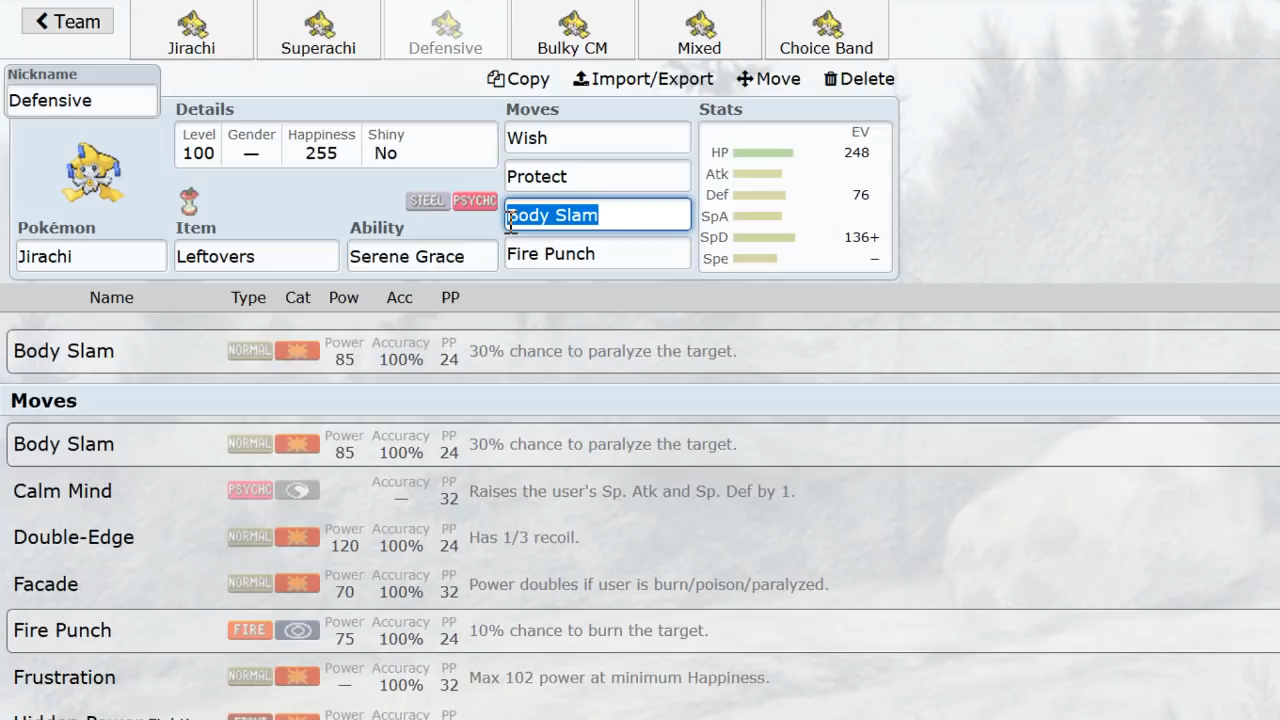 Team
Jirachi
Superachi
Defensive
Bulky CM
Mixed
Choice Band
Nickname
Defensive
Copy
Import/Export
Move
Delete
Details
Level Gender Happiness Shiny
100 — 255 No
STEEL PSYCHC
Pokémon
Jirachi
Item
Leftovers
Ability
Serene Grace
Moves
Wish
Protect
Body Slam
Fire Punch
Stats
EV
HP 248
Atk
Def 76
SpA
SpD 136+
Spe –
Name Type Cat Pow Acc PP
Body Slam NORMAL Power 85 Accuracy 100% PP 24 30% chance to paralyze the target.
Moves
Body Slam NORMAL Power 85 Accuracy 100% PP 24 30% chance to paralyze the target.
Calm Mind PSYCHC Accuracy — PP 32 Raises the user's Sp. Atk and Sp. Def by 1.
Double-Edge NORMAL Power 120 Accuracy 100% PP 24 Has 1/3 recoil.
Facade NORMAL Power 70 Accuracy 100% PP 32 Power doubles if user is burn/poison/paralyzed.
Fire Punch FIRE Power 75 Accuracy 100% PP 24 10% chance to burn the target.
Frustration NORMAL Power — Accuracy 100% PP 32 Max 102 power at minimum Happiness.
Power Accuracy PP